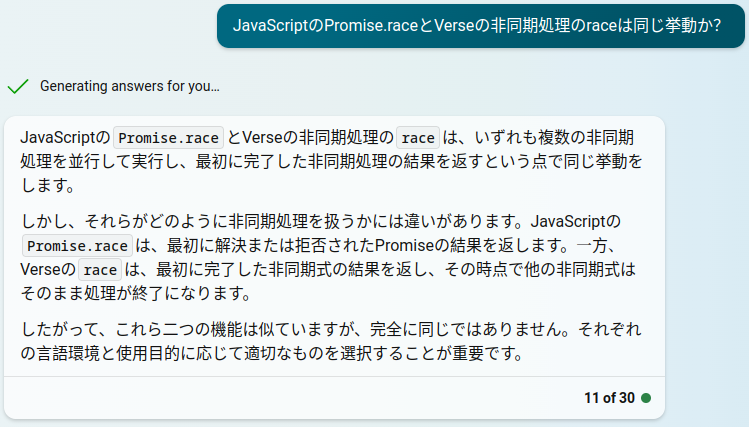 JavaScriptのPromise.raceとVerseの非同期処理のraceは同じ挙動か?
Generating answers for you…
JavaScriptの Promise.race とVerseの非同期処理の race は、いずれも複数の非同期
処理を並行して実行し、最初に完了した非同期処理の結果を返すという点で同じ挙動を
します。
しかし、それらがどのように非同期処理を扱うかには違いがあります。JavaScriptの
Promise.race は、最初に解決または拒否されたPromiseの結果を返します。一方、
Verseの race は、最初に完了した非同期式の結果を返し、その時点で他の非同期式は
そのまま処理が終了になります。
したがって、これら二つの機能は似ていますが、完全に同じではありません。それぞれ
の言語環境と使用目的に応じて適切なものを選択することが重要です。
11 of 30